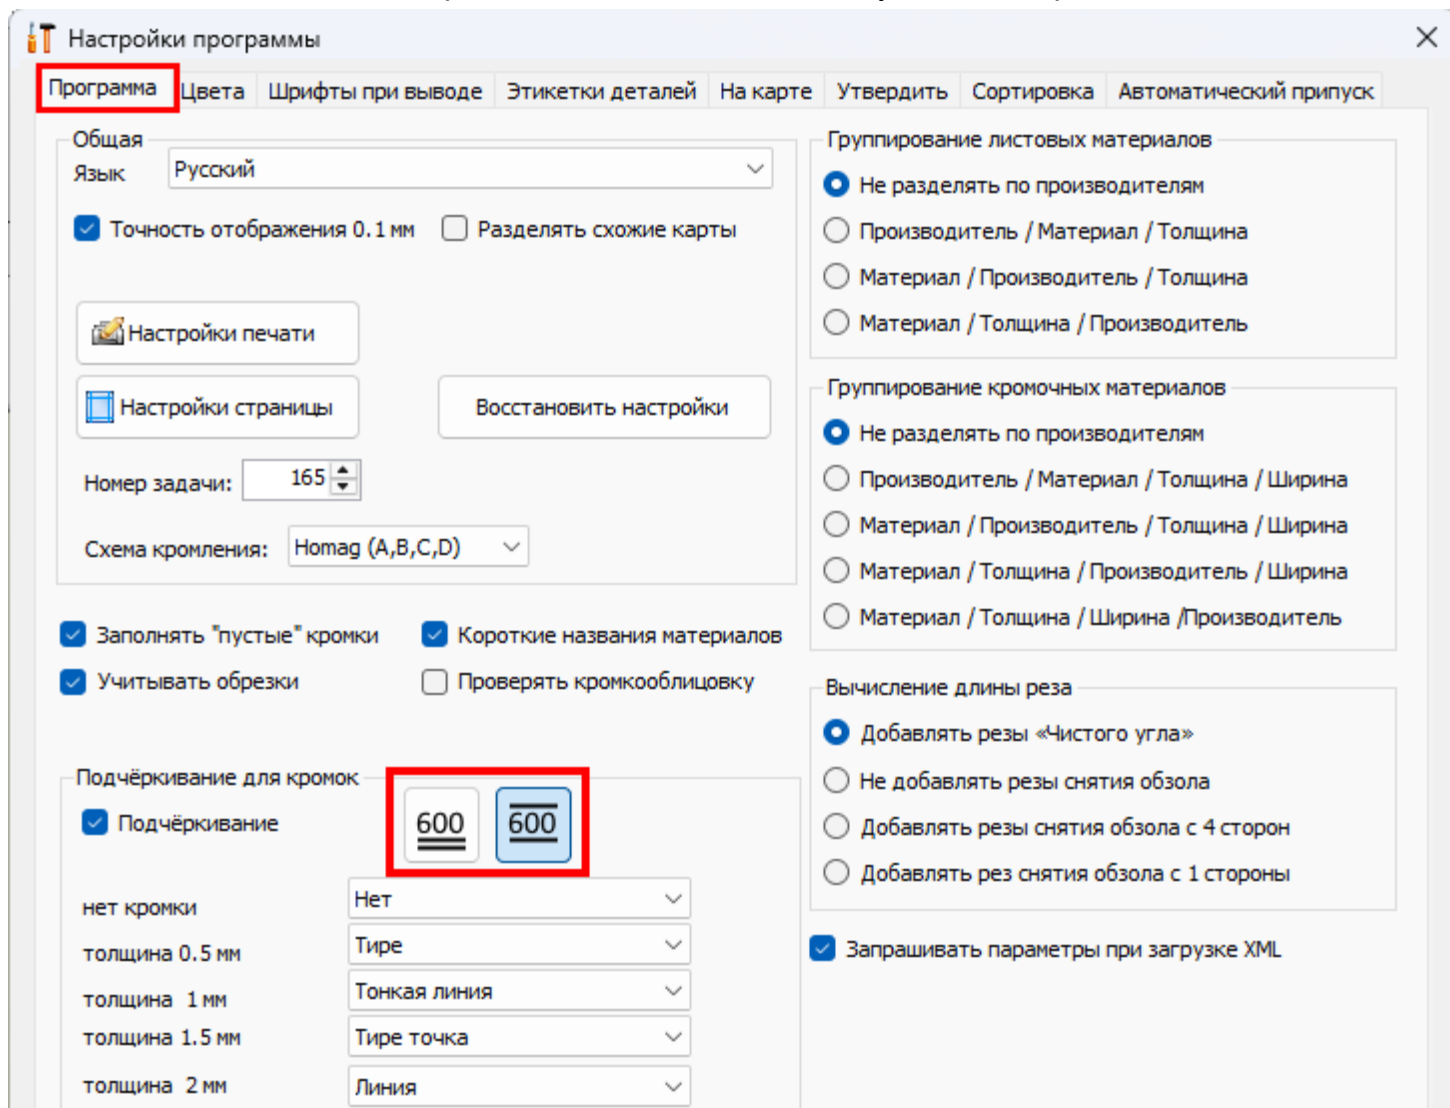 Настройки программы
Программа Цвета Шрифты при выводе Этикетки деталей На карте Утвердить Сортировка Автоматический припуск
Общая
Язык Русский
Точность отображения 0.1 мм Разделять схожие карты
Настройки печати
Настройки страницы Восстановить настройки
Номер задачи: 165
Схема кромления: Homag (A,B,C,D)
Заполнять "пустые" кромки Короткие названия материалов
Учитывать обрезки Проверять кромкооблицовку
Подчёркивание для кромок
Подчёркивание 600 600
нет кромки Нет
толщина 0.5 мм Тире
толщина 1 мм Тонкая линия
толщина 1.5 мм Тире точка
толщина 2 мм Линия
Группирование листовых материалов
Не разделять по производителям
Производитель / Материал / Толщина
Материал / Производитель / Толщина
Материал / Толщина / Производитель
Группирование кромочных материалов
Не разделять по производителям
Производитель / Материал / Толщина / Ширина
Материал / Производитель / Толщина / Ширина
Материал / Толщина / Производитель / Ширина
Материал / Толщина / Ширина /Производитель
Вычисление длины реза
Добавлять резы «Чистого угла»
Не добавлять резы снятия обзола
Добавлять резы снятия обзола с 4 сторон
Добавлять рез снятия обзола с 1 стороны
Запрашивать параметры при загрузке XML